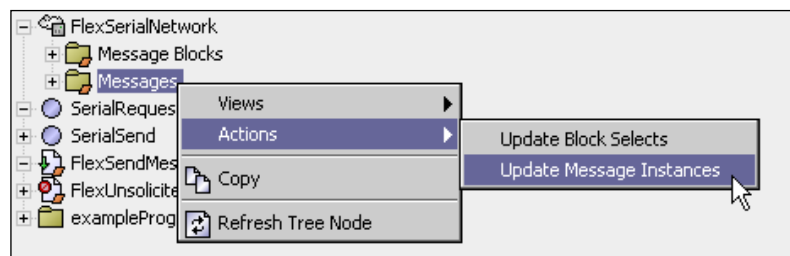 FlexSerialNetwork
Message Blocks
Messages
SerialReques
Views
SerialSend
Actions
Update Block Selects
FlexSendMes
Update Message Instances
Copy
FlexUnsolicite
exampleProg
Refresh Tree Node